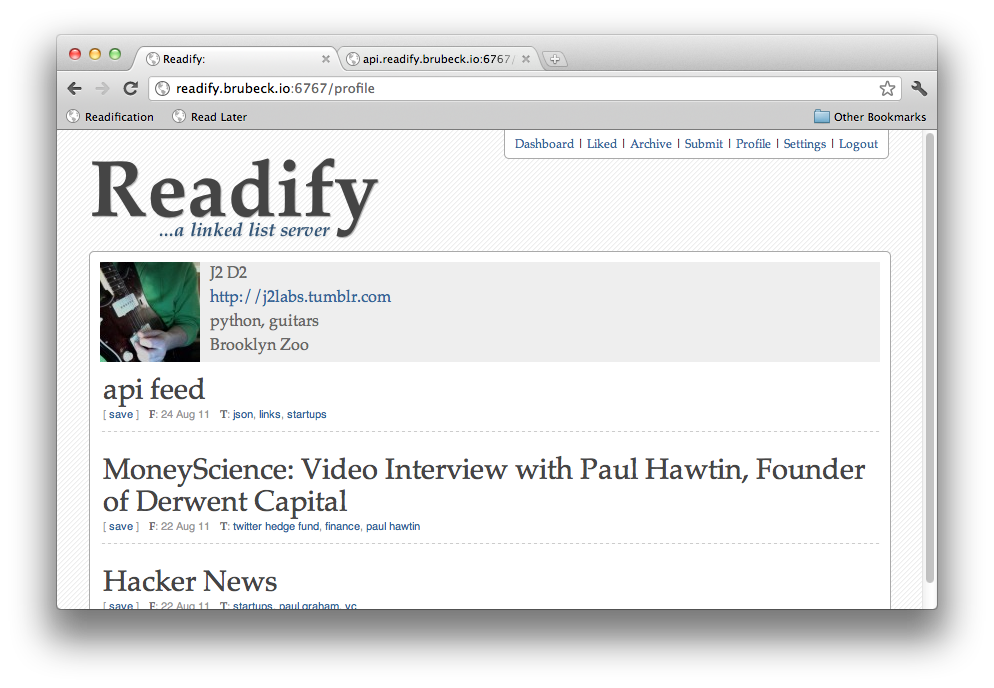 Readify:
api.readify.brubeck.io:6767/
readify.brubeck.io:6767/profile
Readification
Read Later
Other Bookmarks
Dashboard | Liked | Archive | Submit | Profile | Settings | Logout
Readify
...a linked list server
J2 D2
http://j2labs.tumblr.com
python, guitars
Brooklyn Zoo
api feed
[ save ] F: 24 Aug 11 T: json, links, startups
MoneyScience: Video Interview with Paul Hawtin, Founder
of Derwent Capital
[ save ] F: 22 Aug 11 T: twitter hedge fund, finance, paul hawtin
Hacker News
[ save ] F: 22 Aug 11 T: startups, paul graham, vc